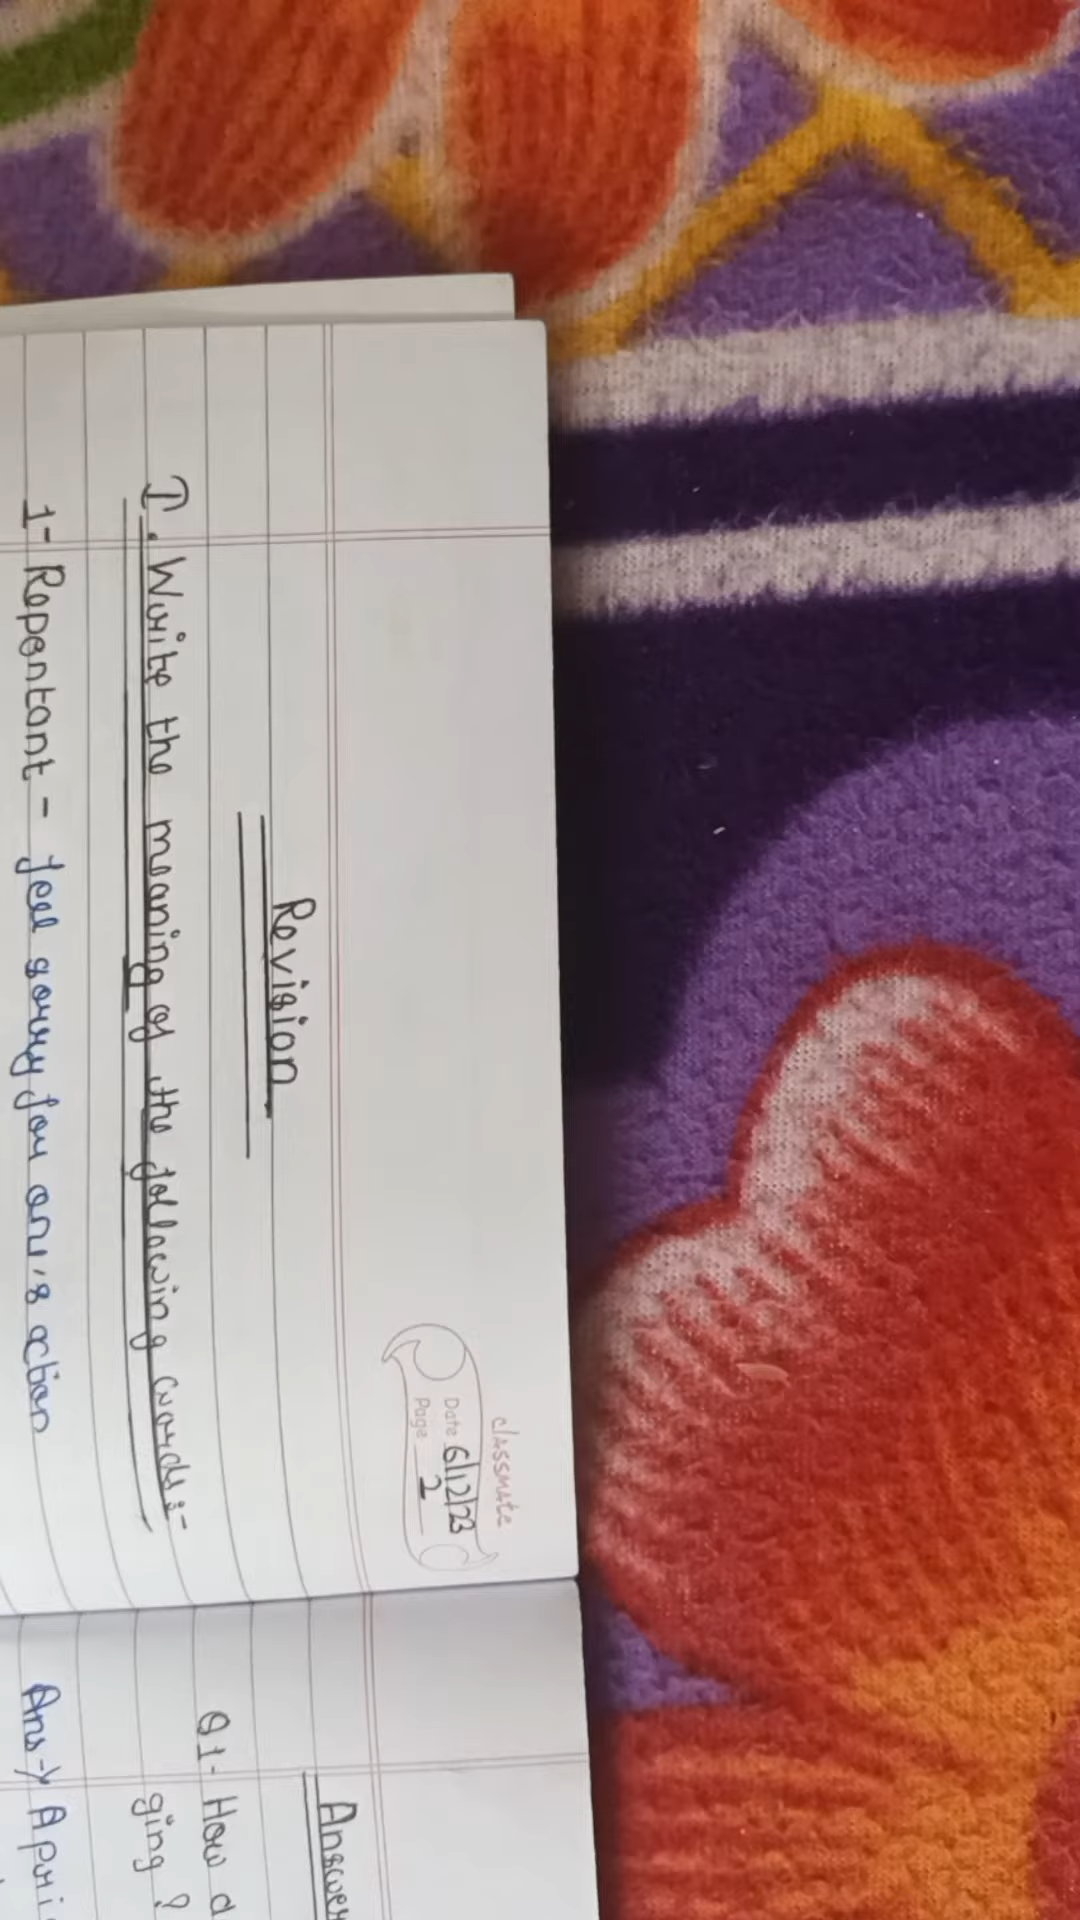 classmate
Date 6/12/23
Page 2
Revision
I. Write the meaning of the following words:-
1- Repentant - feel sorry for one's action
Answer
Q1- How d
ging?
Ans-> A pri